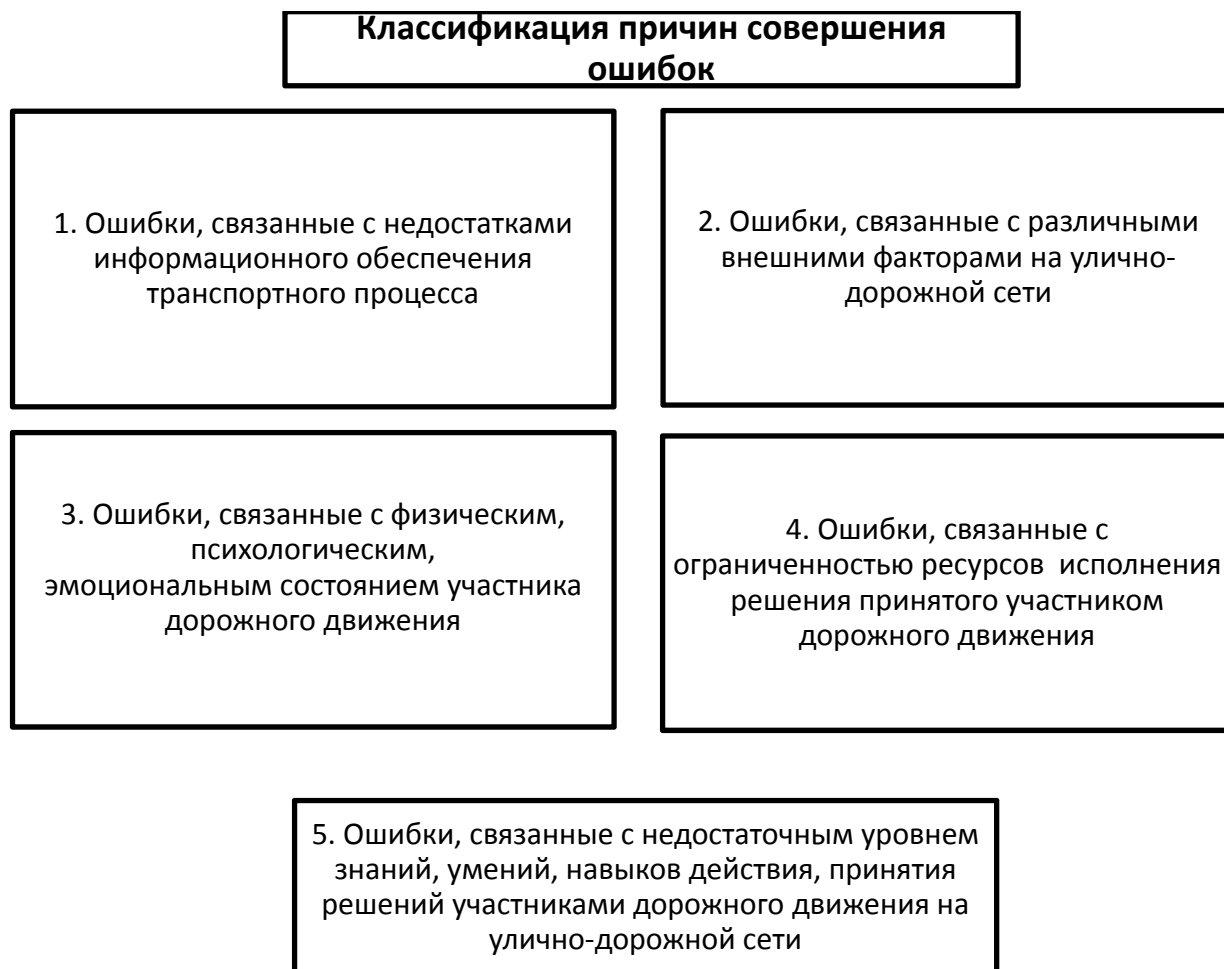 Классификация причин совершения
ошибок
1. Ошибки, связанные с недостатками
информационного обеспечения
транспортного процесса
2. Ошибки, связанные с различными
внешними факторами на улично-
дорожной сети
3. Ошибки, связанные с физическим,
психологическим,
эмоциональным состоянием участника
дорожного движения
4. Ошибки, связанные с
ограниченностью ресурсов  исполнения
решения принятого участником
дорожного движения
5. Ошибки, связанные с недостаточным уровнем
знаний, умений, навыков действия, принятия
решений участниками дорожного движения на
улично-дорожной сети